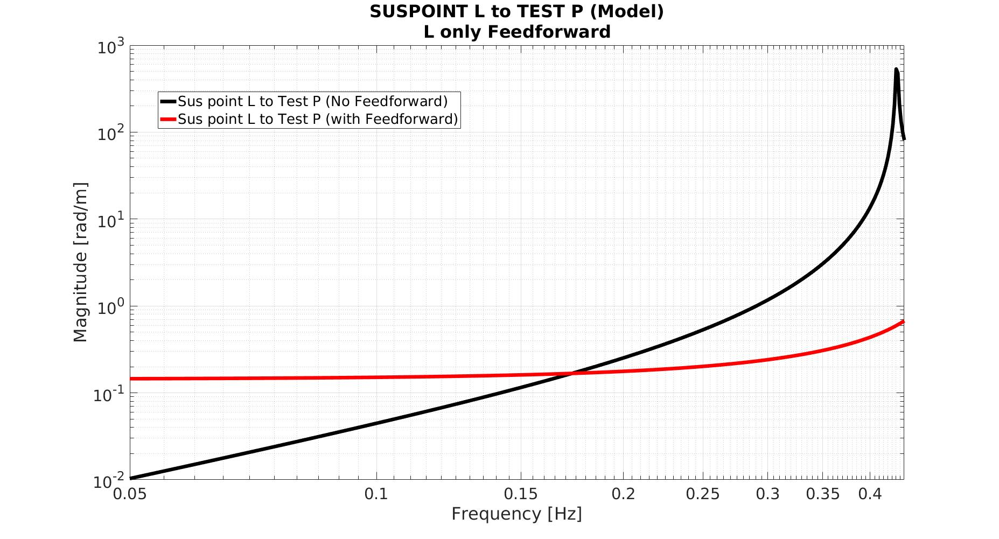 SUSPOINT L to TEST P (Model)
L only Feedforward
10^3
10^2
10^1
10^0
10^-1
10^-2
Magnitude [rad/m]
Sus point L to Test P (No Feedforward)
Sus point L to Test P (with Feedforward)
0.05 0.1 0.15 0.2 0.25 0.3 0.35 0.4
Frequency [Hz]